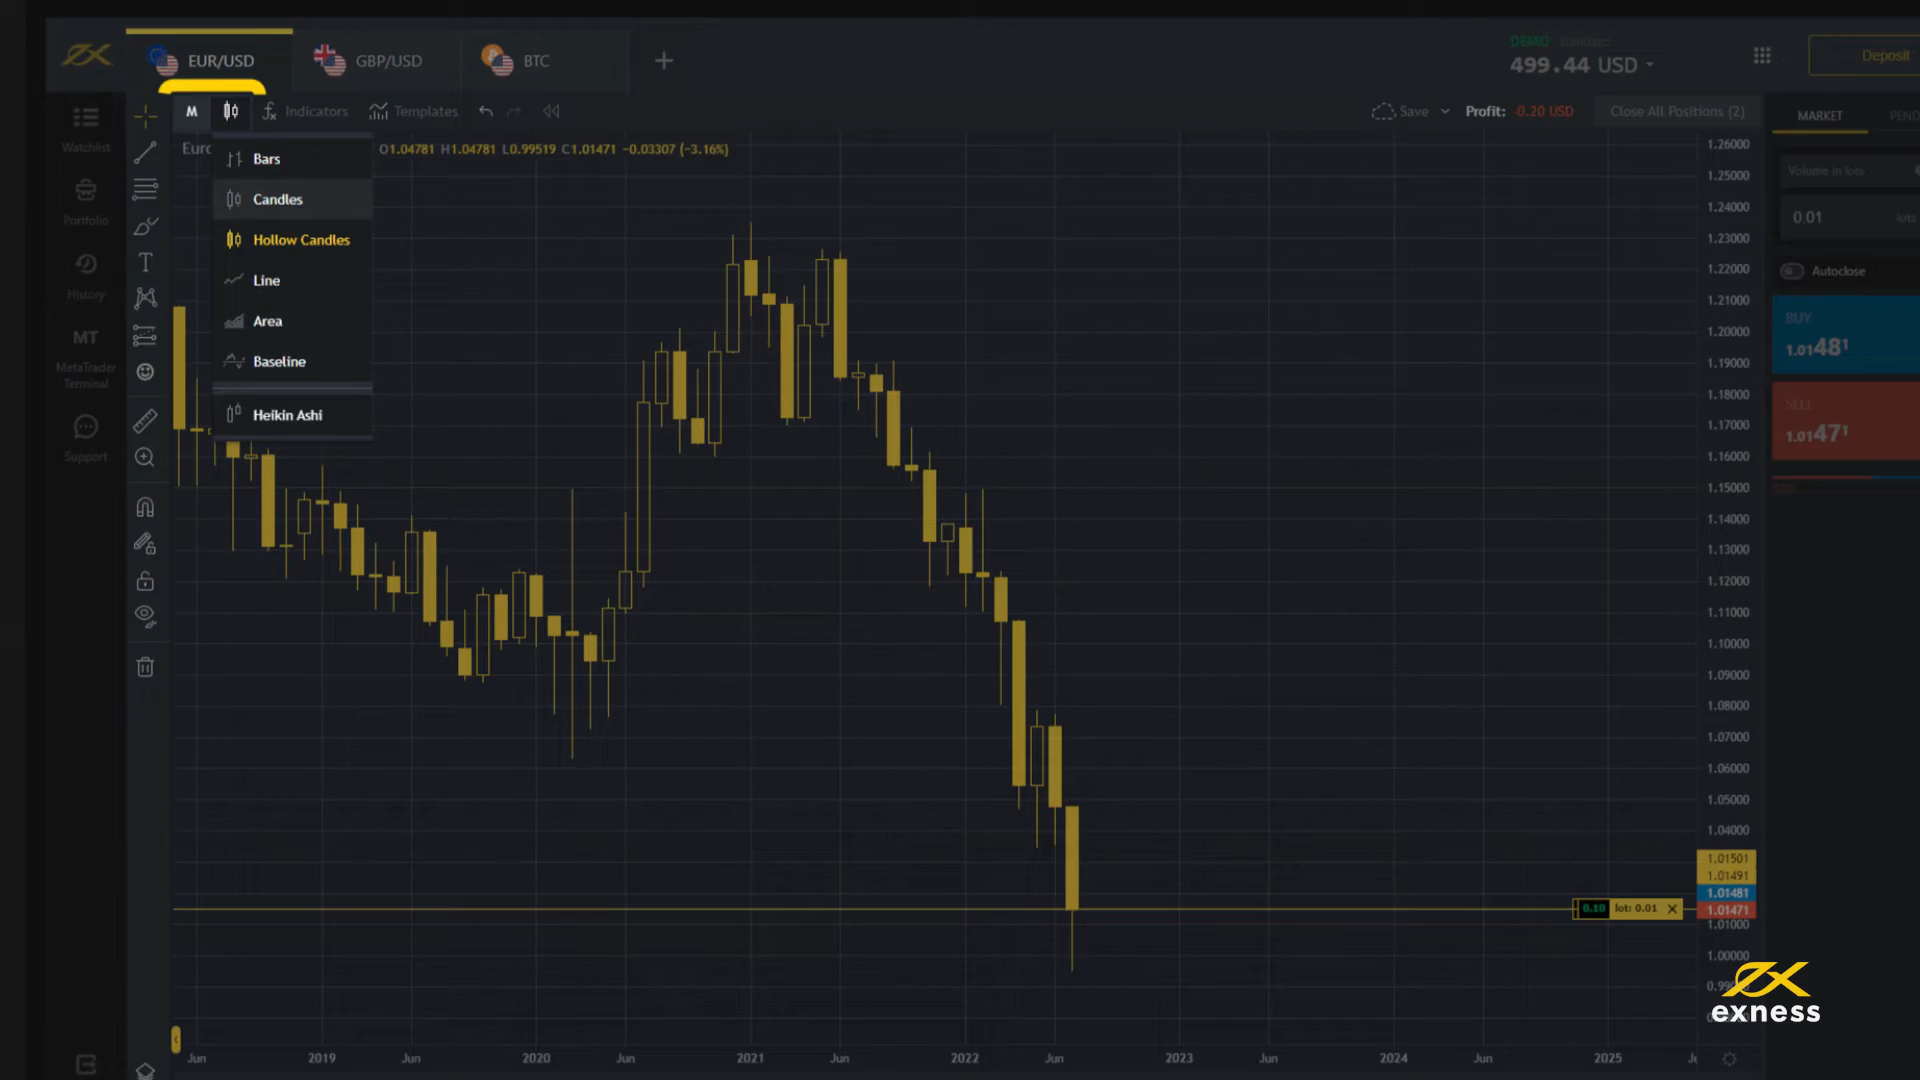 EUR/USD
GBP/USD
BTC
DEMO Standard
499.44 USD
Deposit
M
Indicators
Templates
Save
Profit: -0.20 USD
Close All Positions (2)
MARKET
PEND
Watchlist
Portfolio
History
MT
MetaTrader
Terminal
Support
Euro
O1.04781 H1.04781 L0.99519 C1.01471 −0.03307 (−3.16%)
Bars
Candles
Hollow Candles
Line
Area
Baseline
Heikin Ashi
1.26000
1.25000
1.24000
1.23000
1.22000
1.21000
1.20000
1.19000
1.18000
1.17000
1.16000
1.15000
1.14000
1.13000
1.12000
1.11000
1.10000
1.09000
1.08000
1.07000
1.06000
1.05000
1.04000
1.01501
1.01491
1.01481
1.01471
1.01000
1.00000
0.10 lot: 0.01
Volume in lots
0.01 lots
Autoclose
BUY
1.01481
SELL
1.01471
exness
Jun 2019 Jun 2020 Jun 2021 Jun 2022 Jun 2023 Jun 2024 Jun 2025